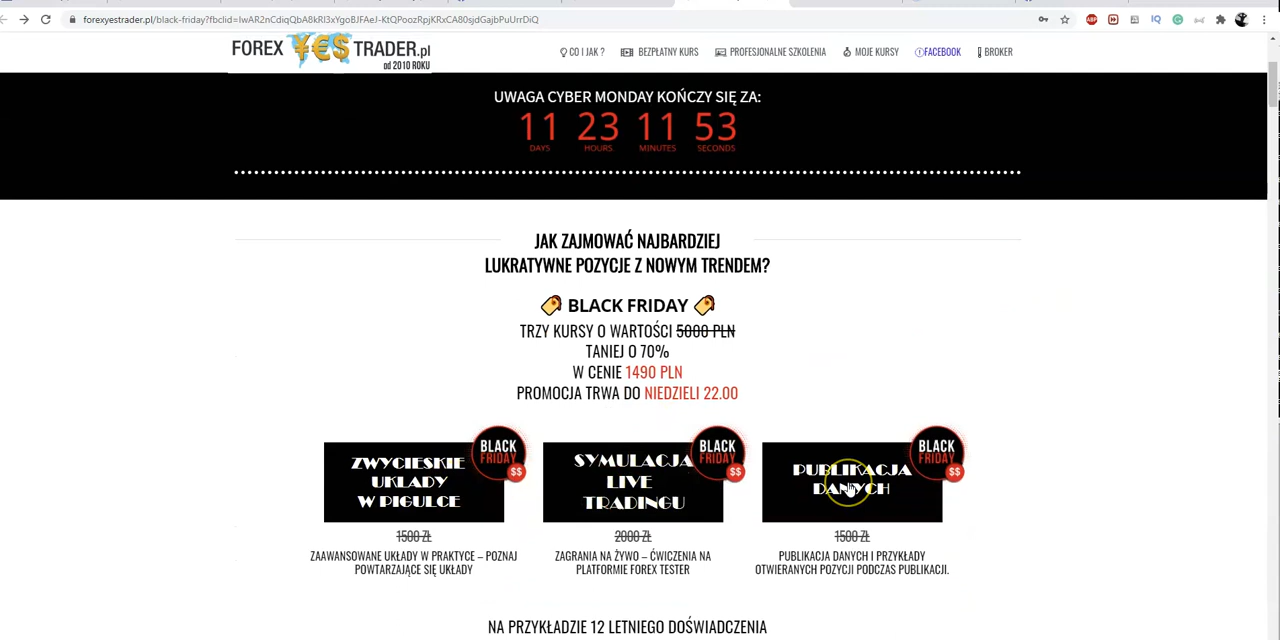 forexyestrader.pl/black-friday?fbclid=IwAR2nCdiqQbA8kRl3xYgoBJFAeJ-KtQPoozRpjKRxCA80sjdGajbPuUrrDiQ
FOREX Y€$ TRADER.pl
od 2010 ROKU
CO I JAK ? BEZPŁATNY KURS PROFESJONALNE SZKOLENIA MOJE KURSY FACEBOOK BROKER
UWAGA CYBER MONDAY KOŃCZY SIĘ ZA:
11 23 11 53
DAYS HOURS MINUTES SECONDS
JAK ZAJMOWAĆ NAJBARDZIEJ
LUKRATYWNE POZYCJE Z NOWYM TRENDEM?
BLACK FRIDAY
TRZY KURSY O WARTOŚCI 5000 PLN
TANIEJ O 70%
W CENIE 1490 PLN
PROMOCJA TRWA DO NIEDZIELI 22.00
ZWYCIESKIE
UKLADY
W PIGULCE
BLACK
FRIDAY
$$
1500 ZŁ
ZAAWANSOWANE UKŁADY W PRAKTYCE – POZNAJ
POWTARZAJĄCE SIĘ UKŁADY
SYMULACJA
LIVE
TRADINGU
BLACK
FRIDAY
$$
2000 ZŁ
ZAGRANIA NA ŻYWO – ĆWICZENIA NA
PLATFORMIE FOREX TESTER
PUBLIKACJA
DANYCH
BLACK
FRIDAY
$$
1500 ZŁ
PUBLIKACJA DANYCH I PRZYKŁADY
OTWIERANYCH POZYCJI PODCZAS PUBLIKACJI.
NA PRZYKŁADZIE 12 LETNIEGO DOŚWIADCZENIA